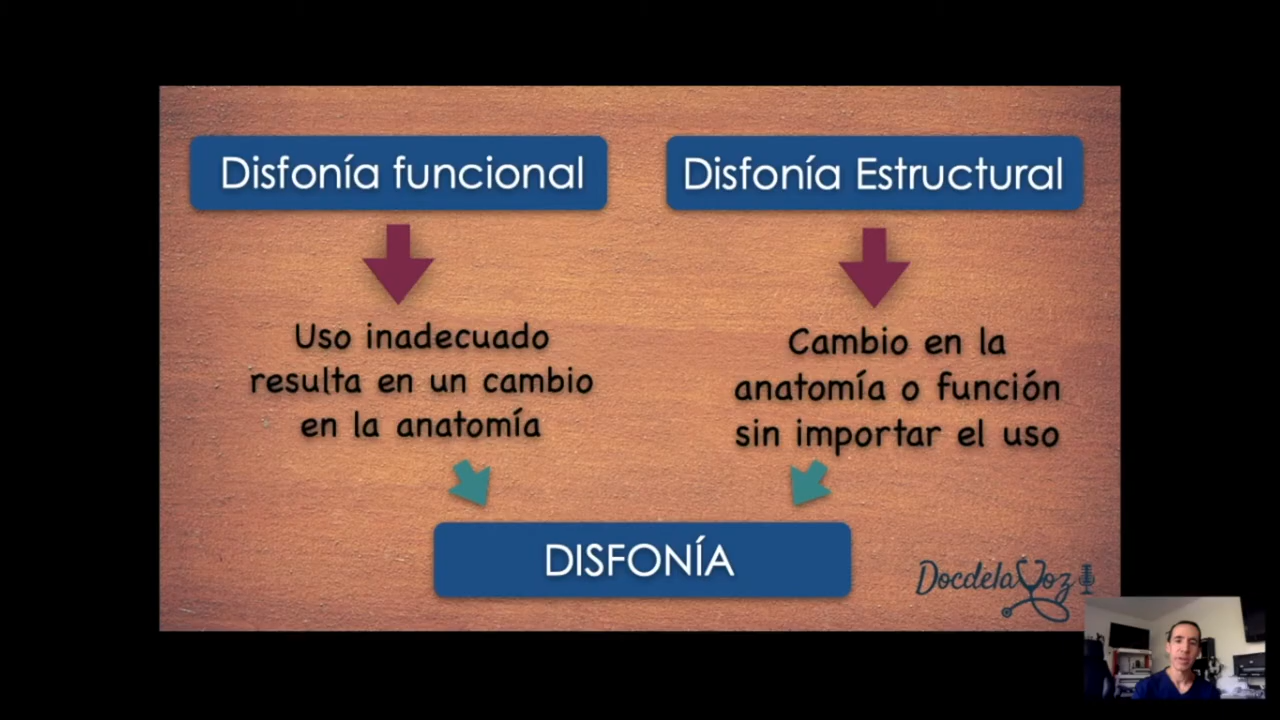 Disfonía funcional
Disfonía Estructural
Uso inadecuado
resulta en un cambio
en la anatomía
Cambio en la
anatomía o función
sin importar el uso
DISFONÍA
DocdelaVoz